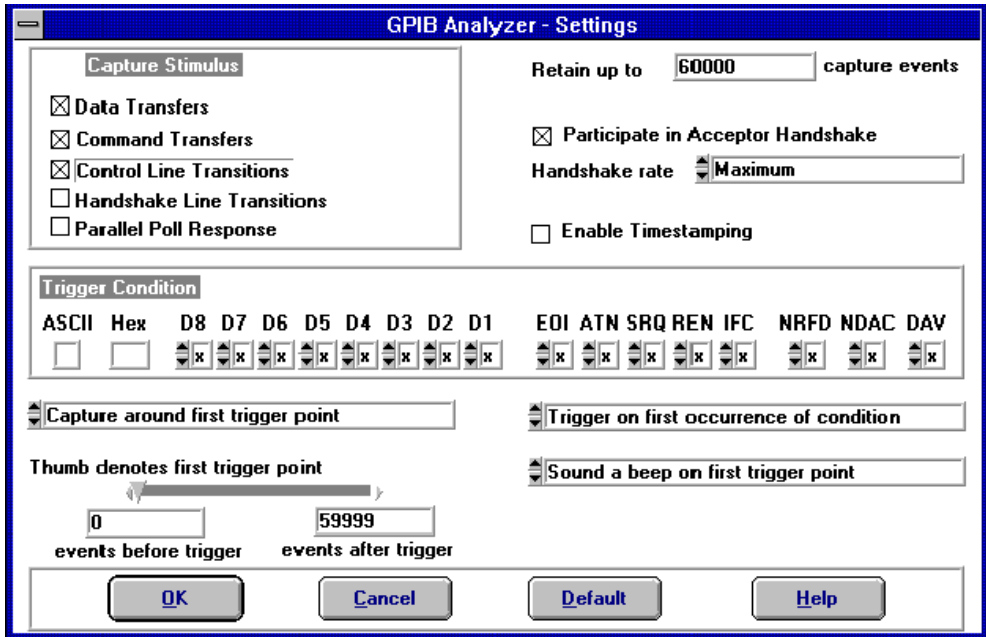 GPIB Analyzer - Settings
Capture Stimulus
Data Transfers
Command Transfers
Control Line Transitions
Handshake Line Transitions
Parallel Poll Response
Retain up to 60000 capture events
Participate in Acceptor Handshake
Handshake rate Maximum
Enable Timestamping
Trigger Condition
ASCII Hex D8 D7 D6 D5 D4 D3 D2 D1 EOI ATN SRQ REN IFC NRFD NDAC DAV
x x x x x x x x x x x x x x x x
Capture around first trigger point
Trigger on first occurrence of condition
Thumb denotes first trigger point
Sound a beep on first trigger point
0 59999
events before trigger events after trigger
OK Cancel Default Help